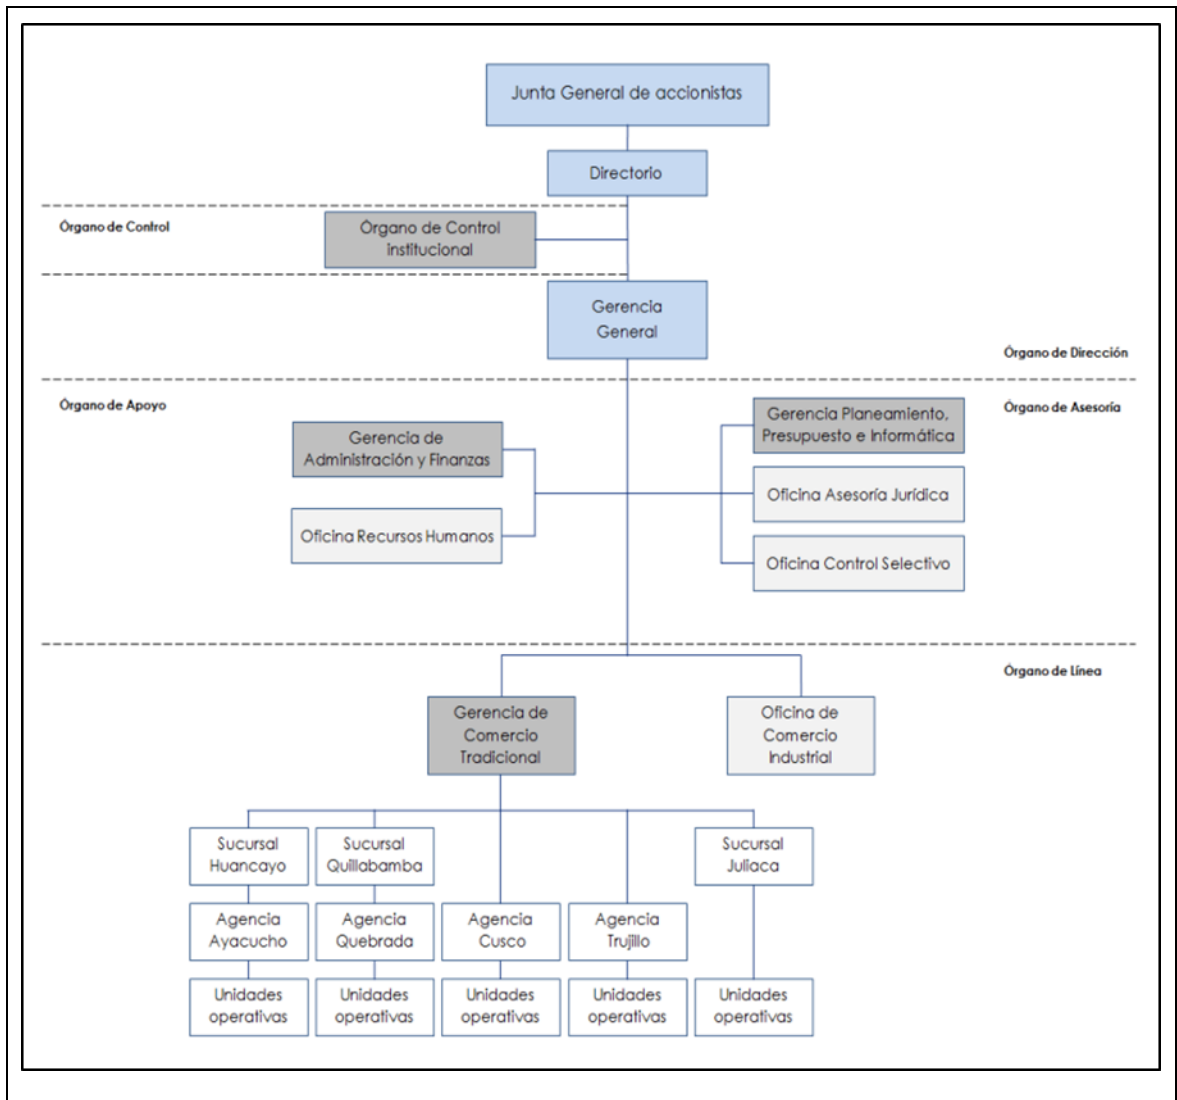 Junta General de accionistas
Directorio
Órgano de Control
Órgano de Control
institucional
Gerencia
General
Órgano de Dirección
Órgano de Apoyo
Órgano de Asesoría
Gerencia de
Administración y Finanzas
Oficina Recursos Humanos
Gerencia Planeamiento,
Presupuesto e Informática
Oficina Asesoría Jurídica
Oficina Control Selectivo
Órgano de Línea
Gerencia de
Comercio
Tradicional
Oficina de
Comercio
Industrial
Sucursal
Huancayo
Sucursal
Quillabamba
Sucursal
Juliaca
Agencia
Ayacucho
Agencia
Quebrada
Agencia
Cusco
Agencia
Trujillo
Unidades
operativas
Unidades
operativas
Unidades
operativas
Unidades
operativas
Unidades
operativas